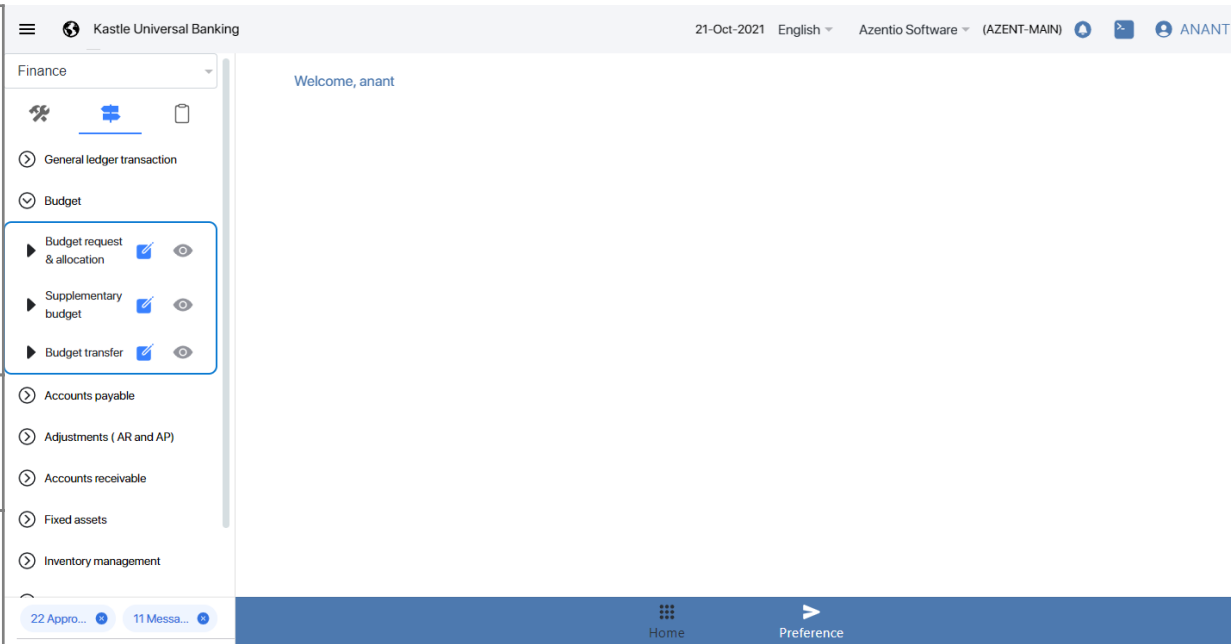 Kastle Universal Banking
21-Oct-2021 English Azentio Software (AZENT-MAIN) ANANT
Finance
Welcome, anant
General ledger transaction
Budget
Budget request
& allocation
Supplementary
budget
Budget transfer
Accounts payable
Adjustments ( AR and AP)
Accounts receivable
Fixed assets
Inventory management
22 Appro... 11 Messa...
Home
Preference